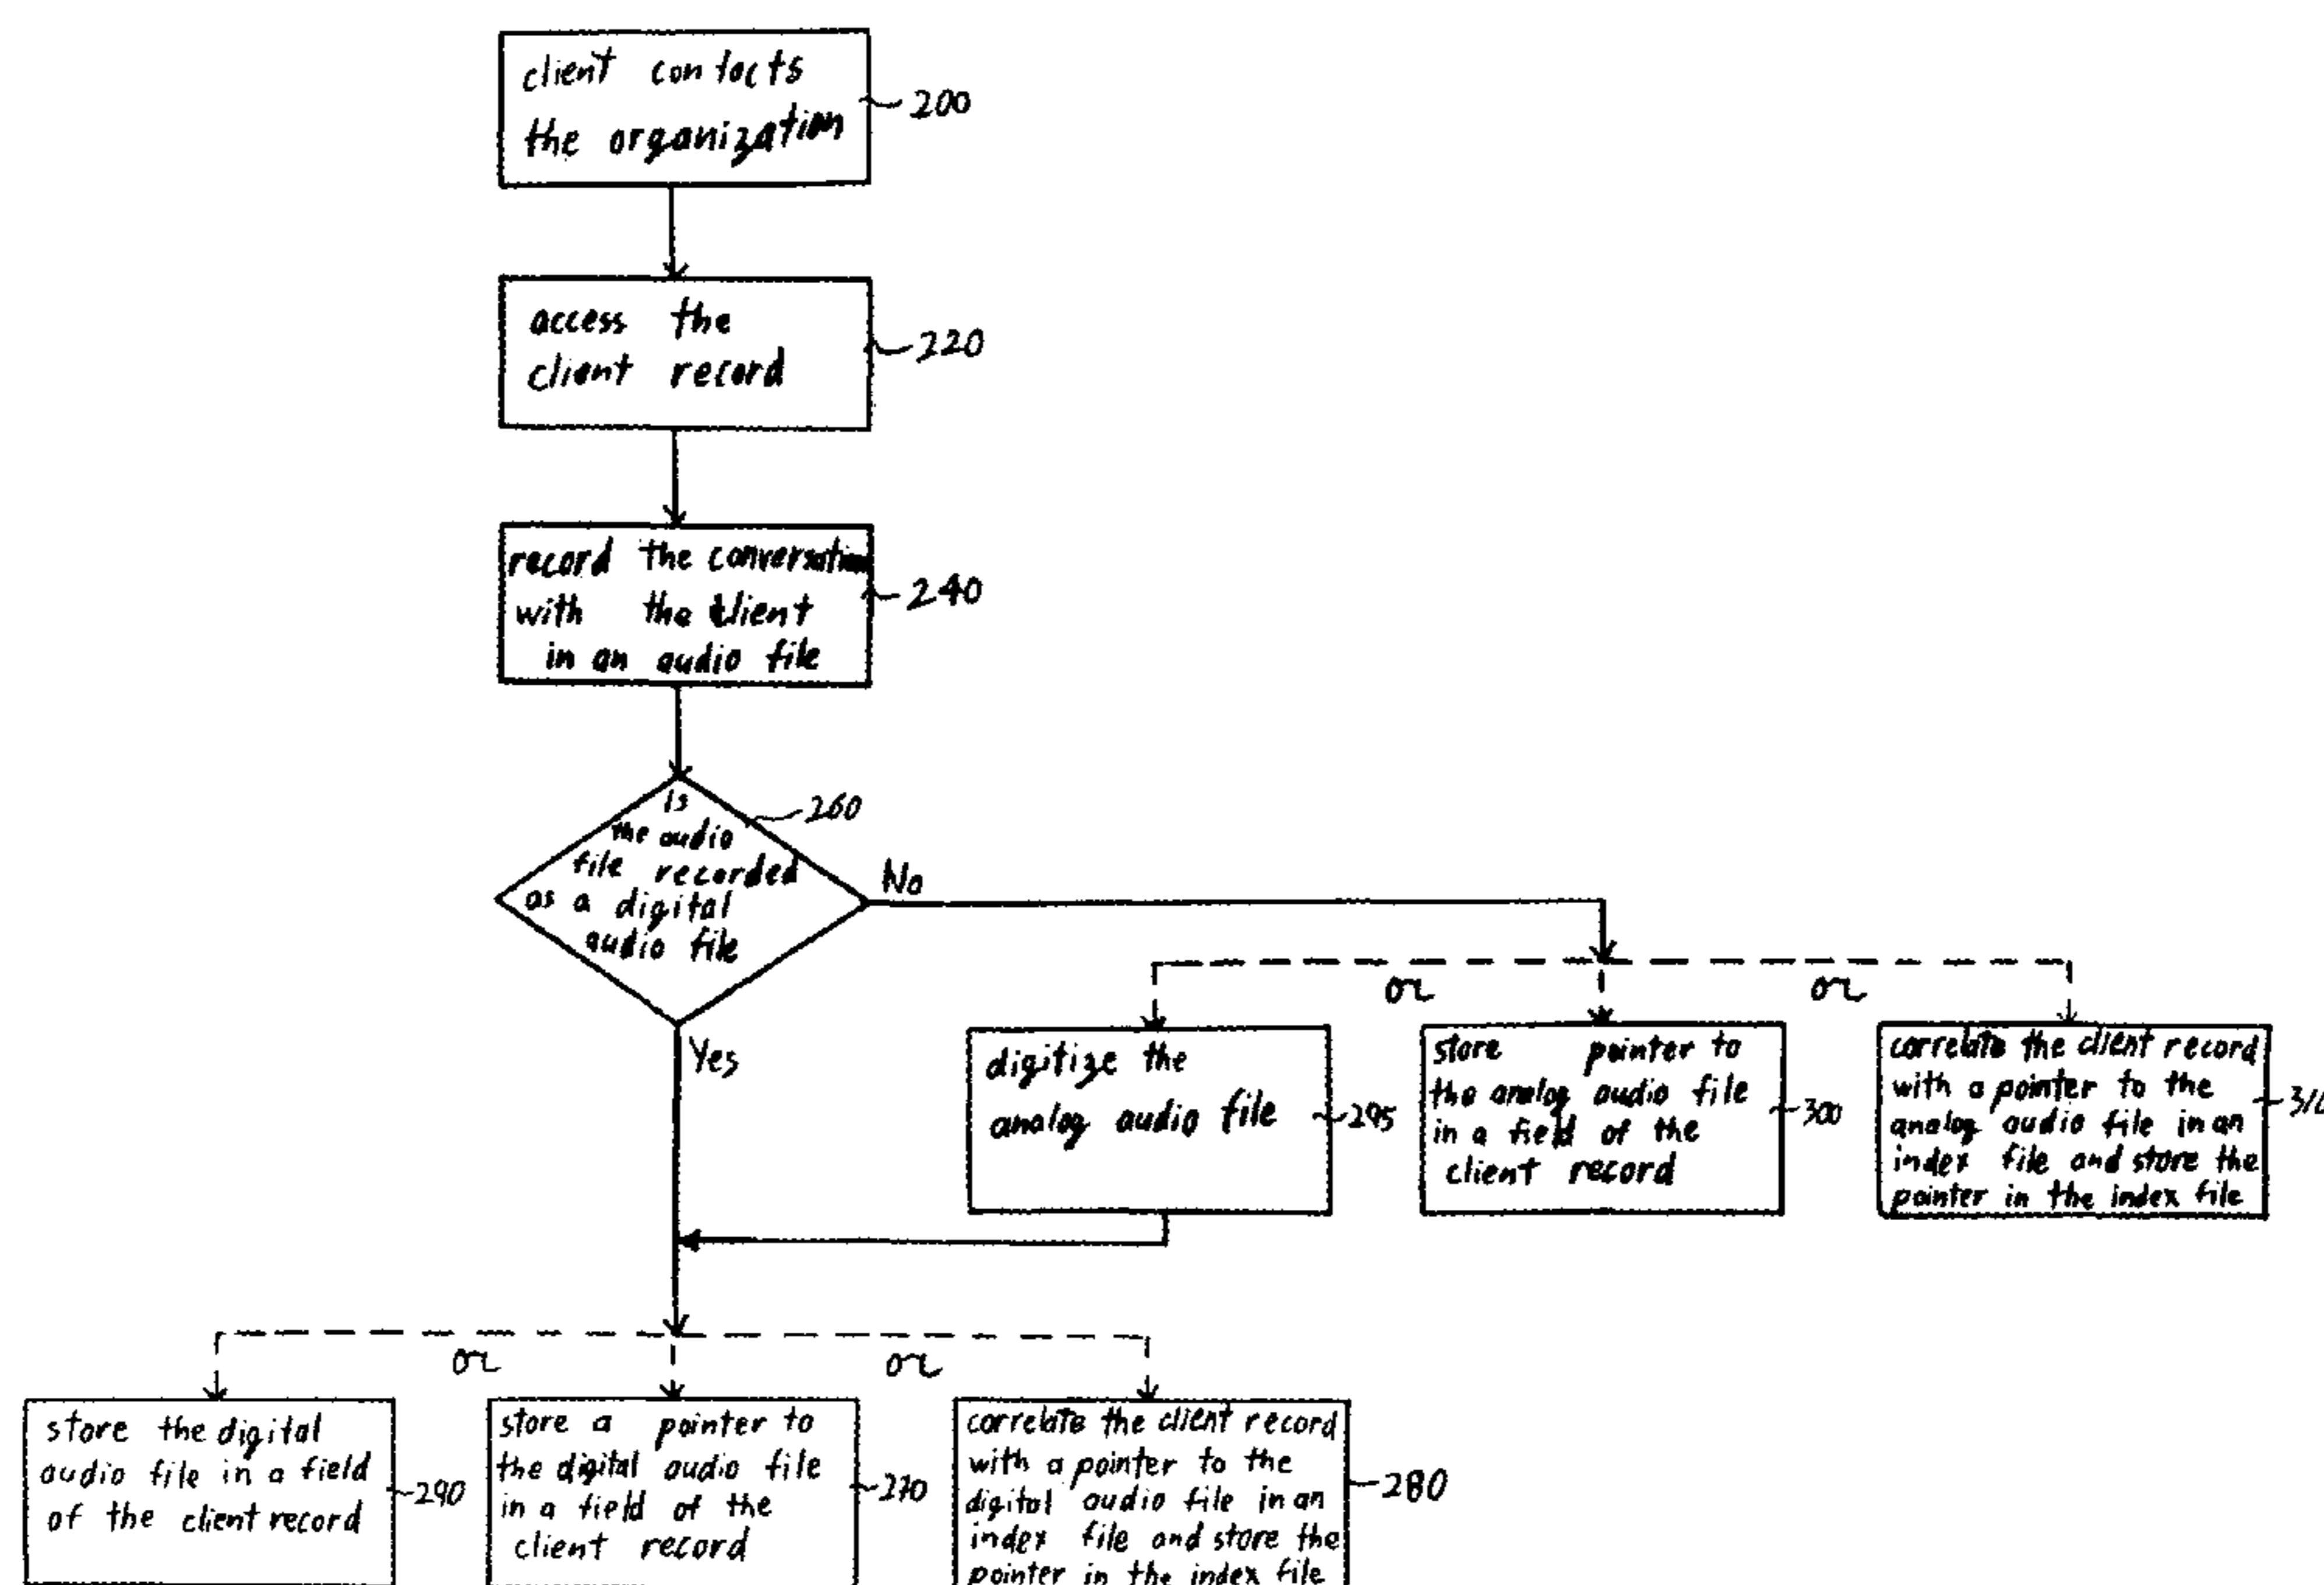 client contacts
the organization
200
access the
client record
220
record the conversation
with the client
in an audio file
240
is
the audio
file recorded
as a digital
audio file
260
No
Yes
or
or
digitize the
analog audio file
295
store pointer to
the analog audio file
in a field of the
client record
300
correlate the client record
with a pointer to the
analog audio file in an
index file and store the
pointer in the index file
or
or
store the digital
audio file in a field
of the client record
290
store a pointer to
the digital audio file
in a field of the
client record
270
correlate the client record
with a pointer to the
digital audio file in an
index file and store the
pointer in the index file
280